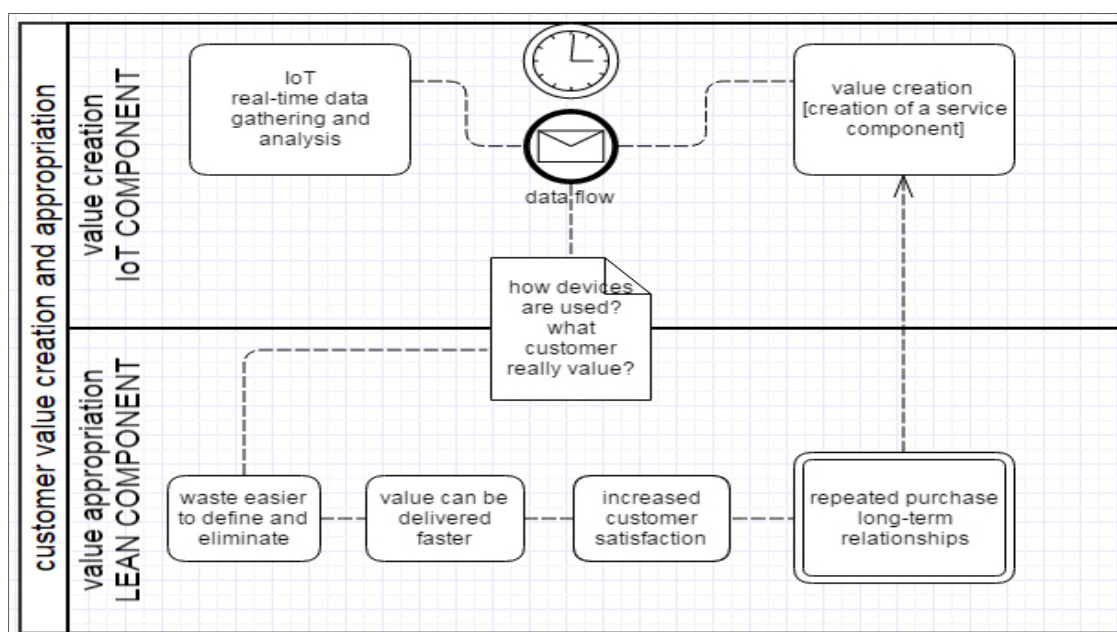 customer value creation and appropriation
value creation
IoT COMPONENT
IoT
real-time data
gathering and
analysis
data flow
value creation
[creation of a service
component]
how devices
are used?
what
customer
really value?
value appropriation
LEAN COMPONENT
waste easier
to define and
eliminate
value can be
delivered
faster
increased
customer
satisfaction
repeated purchase
long-term
relationships